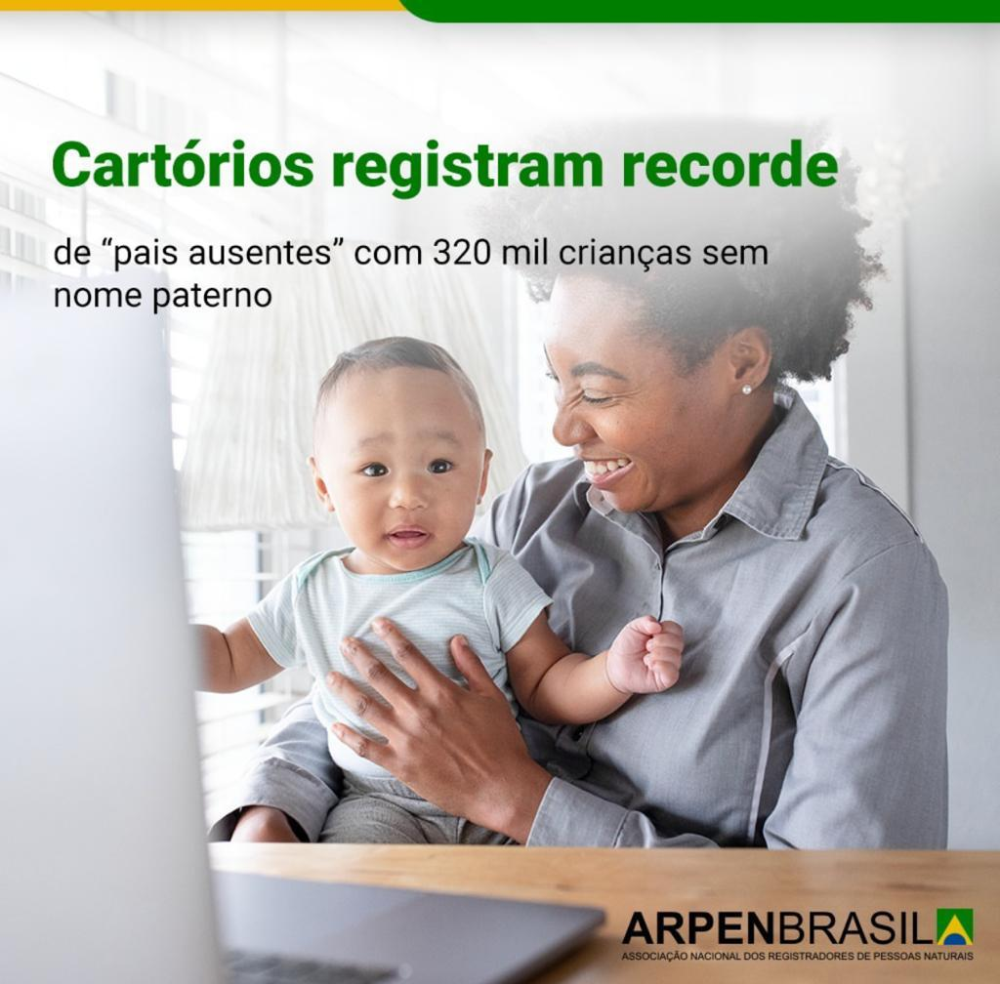 Cartórios registram recorde
de “pais ausentes” com 320 mil crianças sem
nome paterno
ARPENBRASIL
ASSOCIAÇÃO NACIONAL DOS REGISTRADORES DE PESSOAS NATURAIS